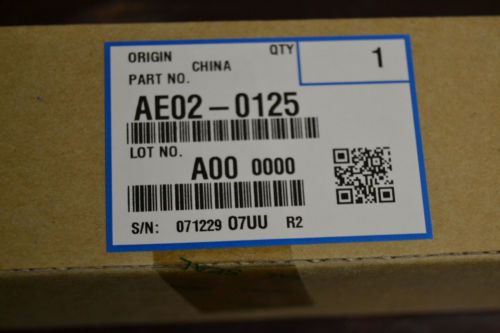 ORIGIN CHINA QTY 1
PART NO.
AE02-0125
LOT NO.
A00 0000
S/N: 071229 07UU R2